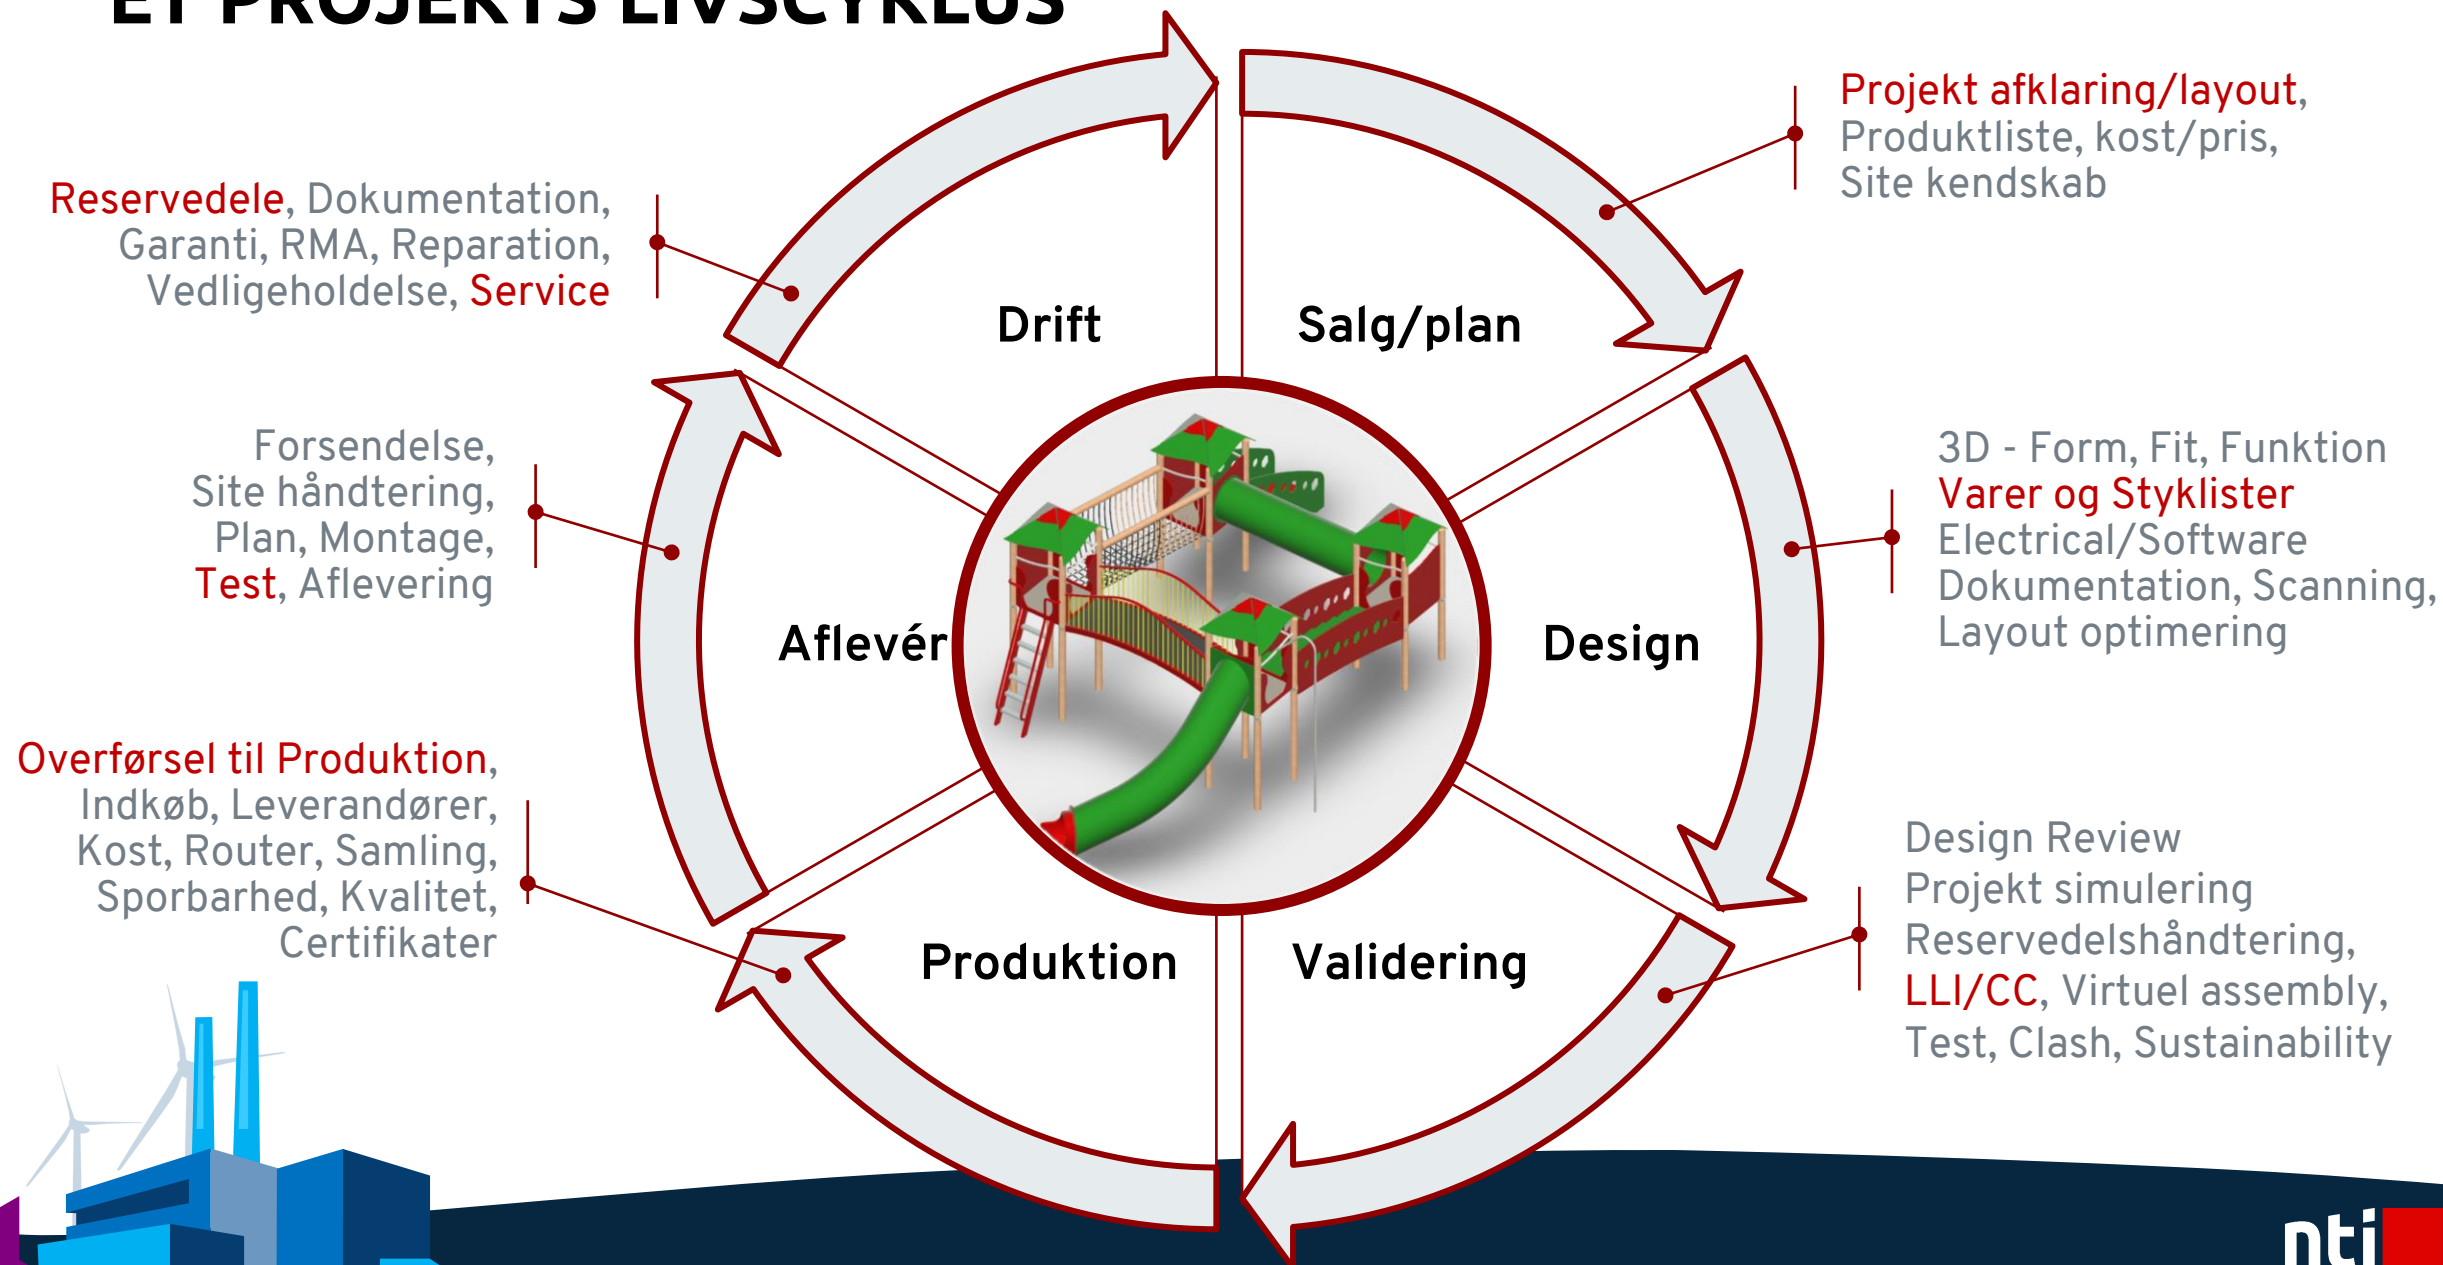 ET PROJEKTS LIVSCYKLUS
Projekt afklaring/layout,
Produktliste, kost/pris,
Site kendskab
Reservedele, Dokumentation,
Garanti, RMA, Reparation,
Vedligeholdelse, Service
Drift
Salg/plan
Forsendelse,
Site håndtering,
Plan, Montage,
Test, Aflevering
3D - Form, Fit, Funktion
Varer og Styklister
Electrical/Software
Dokumentation, Scanning,
Layout optimering
Aflevér
Design
Overførsel til Produktion,
Indkøb, Leverandører,
Kost, Router, Samling,
Sporbarhed, Kvalitet,
Certifikater
Design Review
Projekt simulering
Reservedelshåndtering,
LLI/CC, Virtuel assembly,
Test, Clash, Sustainability
Produktion
Validering
nti